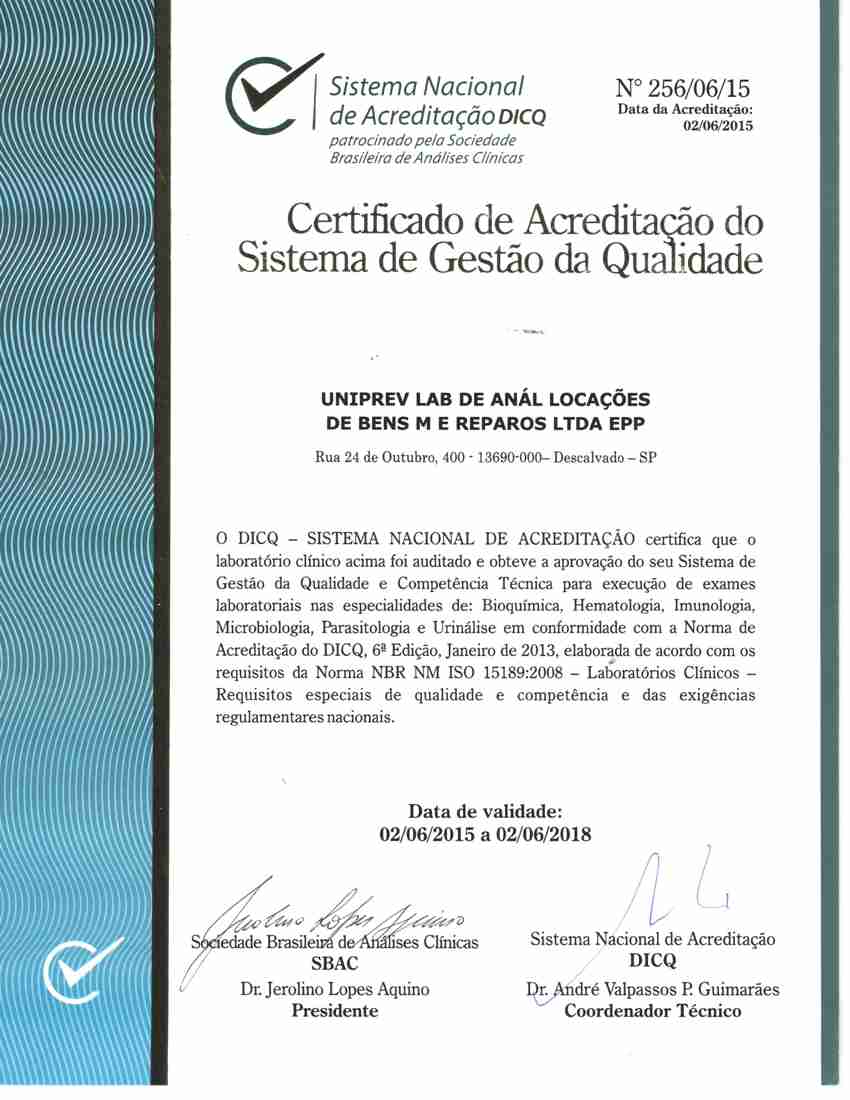 Sistema Nacional
de Acreditação DICQ
patrocinado pela Sociedade
Brasileira de Análises Clínicas
N° 256/06/15
Data da Acreditação:
02/06/2015
Certificado de Acreditação do
Sistema de Gestão da Qualidade
UNIPREV LAB DE ANÁL LOCAÇÕES
DE BENS M E REPAROS LTDA EPP
Rua 24 de Outubro, 400 - 13690-000– Descalvado – SP
O DICQ – SISTEMA NACIONAL DE ACREDITAÇÃO certifica que o
laboratório clínico acima foi auditado e obteve a aprovação do seu Sistema de
Gestão da Qualidade e Competência Técnica para execução de exames
laboratoriais nas especialidades de: Bioquímica, Hematologia, Imunologia,
Microbiologia, Parasitologia e Urinálise em conformidade com a Norma de
Acreditação do DICQ, 6ª Edição, Janeiro de 2013, elaborada de acordo com os
requisitos da Norma NBR NM ISO 15189:2008 – Laboratórios Clínicos –
Requisitos especiais de qualidade e competência e das exigências
regulamentares nacionais.
Data de validade:
02/06/2015 a 02/06/2018
Jerolino Lopes Aquino
Sociedade Brasileira de Análises Clínicas
SBAC
Dr. Jerolino Lopes Aquino
Presidente
Sistema Nacional de Acreditação
DICQ
Dr. André Valpassos P. Guimarães
Coordenador Técnico